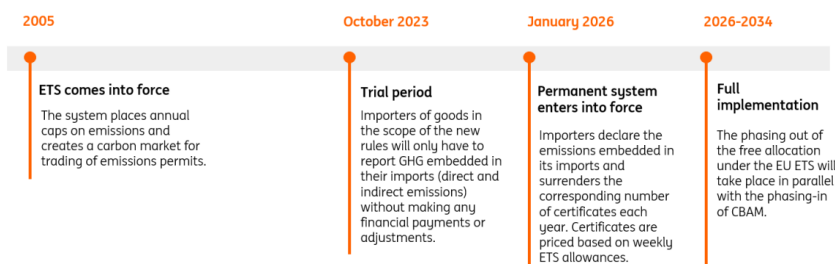 2005
October 2023
January 2026
2026-2034
ETS comes into force
The system places annual
caps on emissions and
creates a carbon market for
trading of emissions permits.
Trial period
Importers of goods in
the scope of the new
rules will only have to
report GHG embedded in
their imports (direct and
indirect emissions)
without making any
financial payments or
adjustments.
Permanent system
enters into force
Importers declare the
emissions embedded in
its imports and
surrenders the
corresponding number
of certificates each
year. Certificates are
priced based on weekly
ETS allowances.
Full
implementation
The phasing out of
the free allocation
under the EU ETS will
take place in parallel
with the phasing-in
of CBAM.